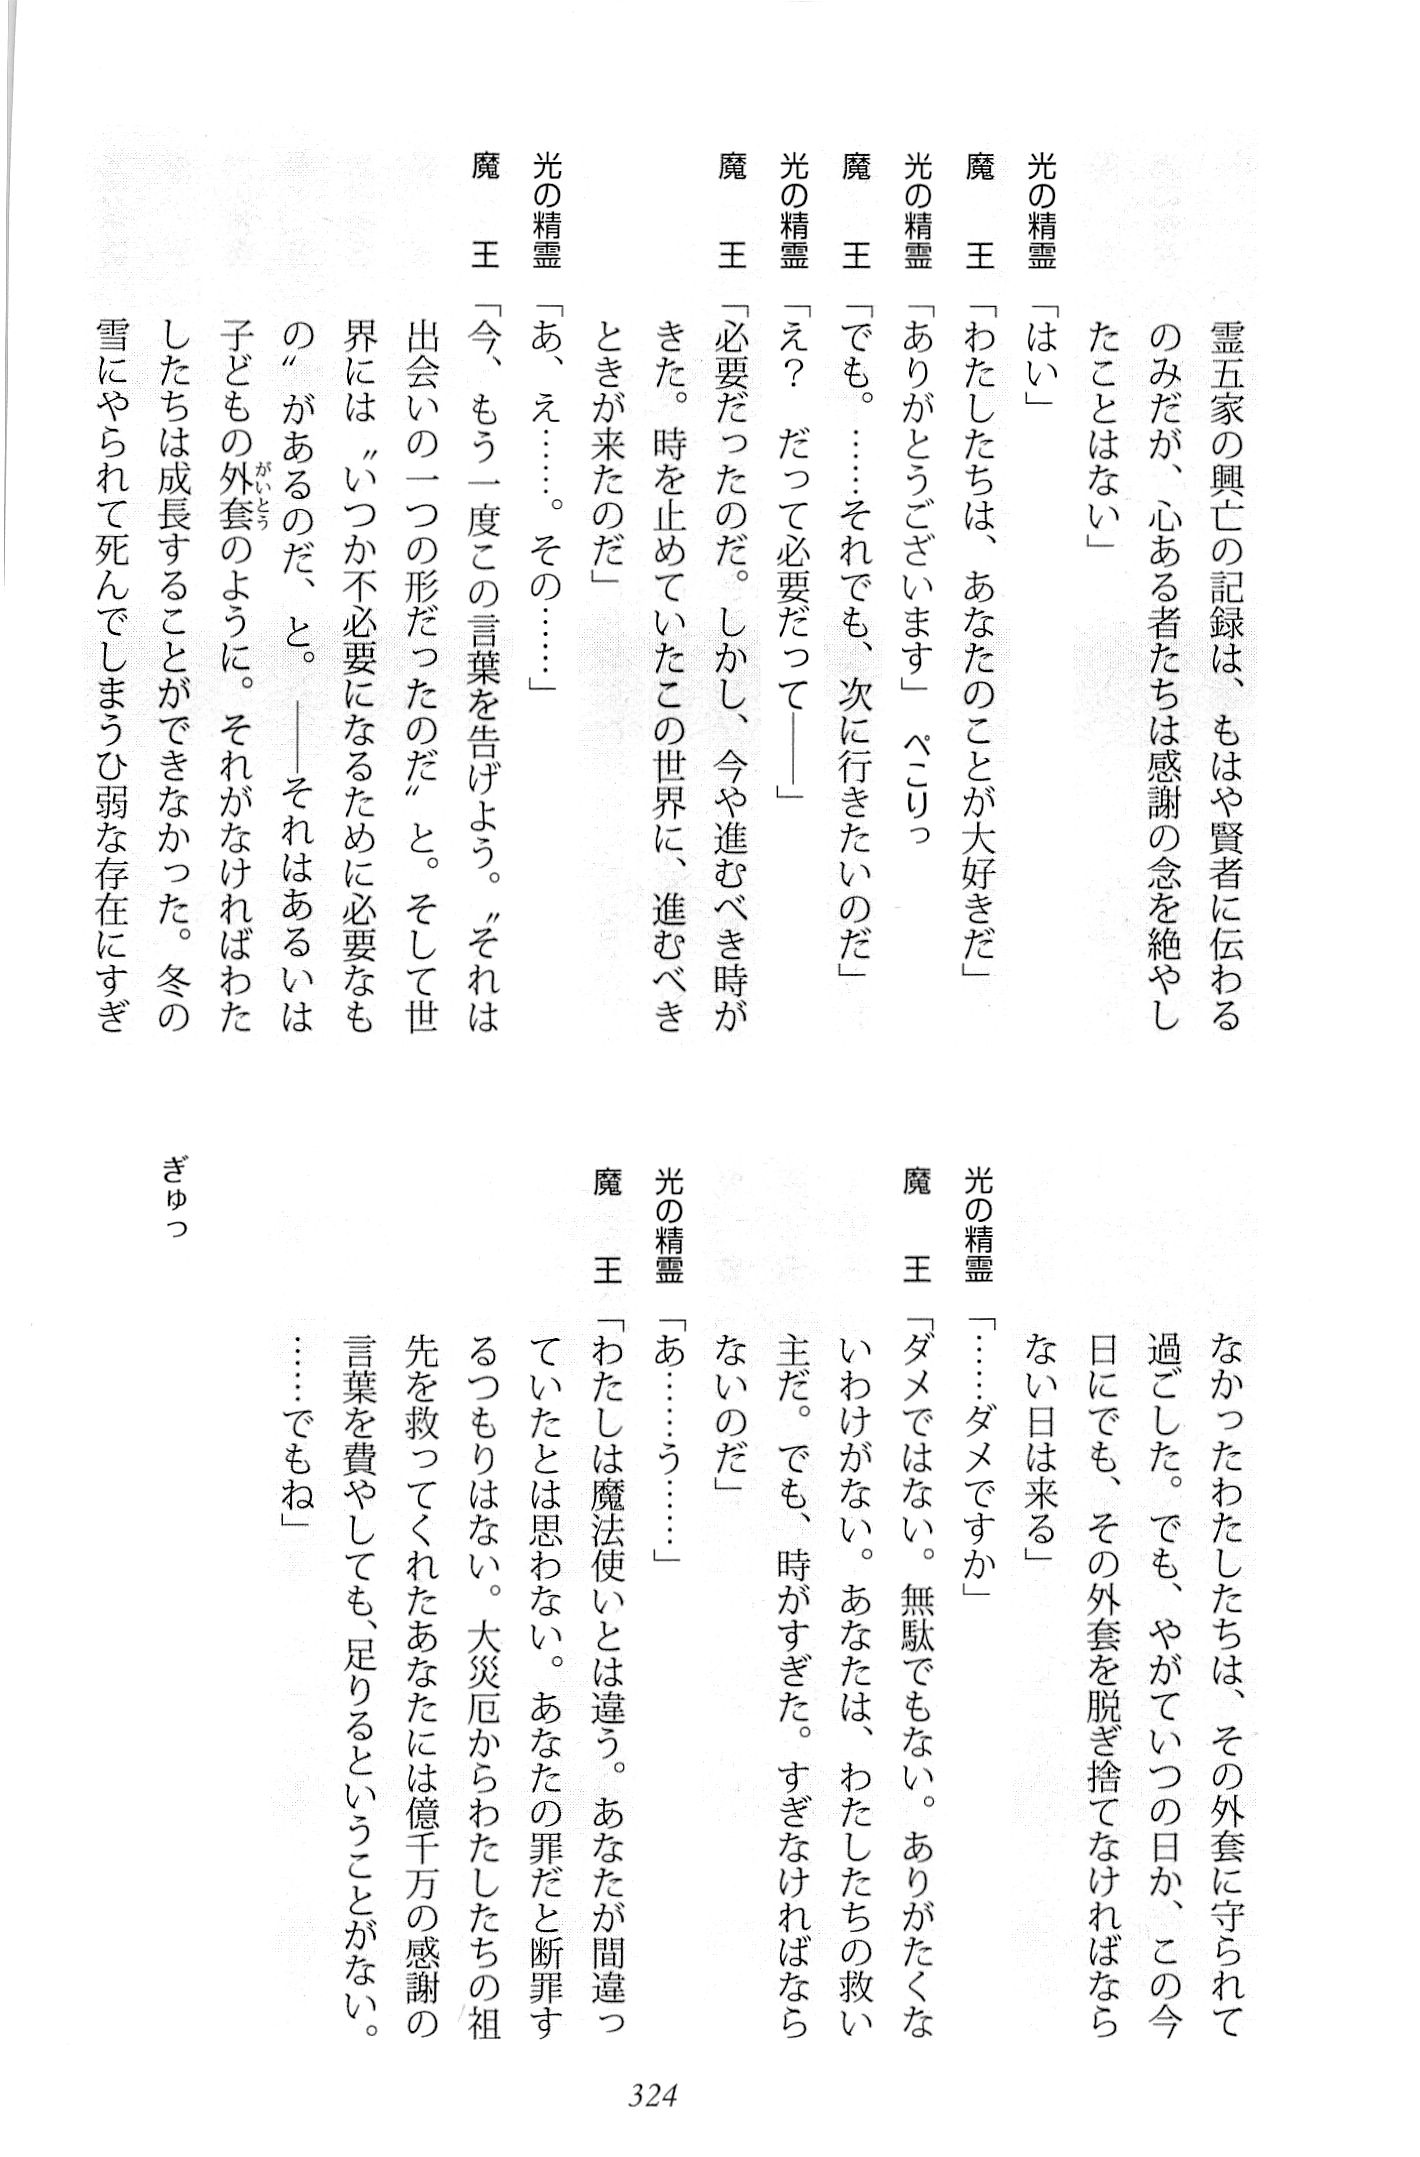 霊五家の興亡の記録は、もはや賢者に伝わる
のみだが、心ある者たちは感謝の念を絶やし
たことはない」
光の精霊「はい」
魔　王「わたしたちは、あなたのことが大好きだ」
光の精霊「ありがとうございます」ぺこりっ
魔　王「でも。……それでも、次に行きたいのだ」
光の精霊「え？　だって必要だって――」
魔　王「必要だったのだ。しかし、今や進むべき時が
きた。時を止めていたこの世界に、進むべき
ときが来たのだ」
光の精霊「あ、え……。その……」
魔　王「今、もう一度この言葉を告げよう。〝それは
出会いの一つの形だったのだ〟と。そして世
界には〝いつか不必要になるために必要なも
の〟があるのだ、と。――それはあるいは
子どもの外套がいとうのように。それがなければわた
したちは成長することができなかった。冬の
雪にやられて死んでしまうひ弱な存在にすぎ
なかったわたしたちは、その外套に守られて
過ごした。でも、やがていつの日か、この今
日にでも、その外套を脱ぎ捨てなければなら
ない日は来る」
光の精霊「……ダメですか」
魔　王「ダメではない。無駄でもない。ありがたくな
いわけがない。あなたは、わたしたちの救い
主だ。でも、時がすぎた。すぎなければなら
ないのだ」
光の精霊「あ……う……」
魔　王「わたしは魔法使いとは違う。あなたが間違っ
ていたとは思わない。あなたの罪だと断罪す
るつもりはない。大災厄からわたしたちの祖
先を救ってくれたあなたには億千万の感謝の
言葉を費やしても、足りるということがない。
……でもね」
ぎゅっ
324